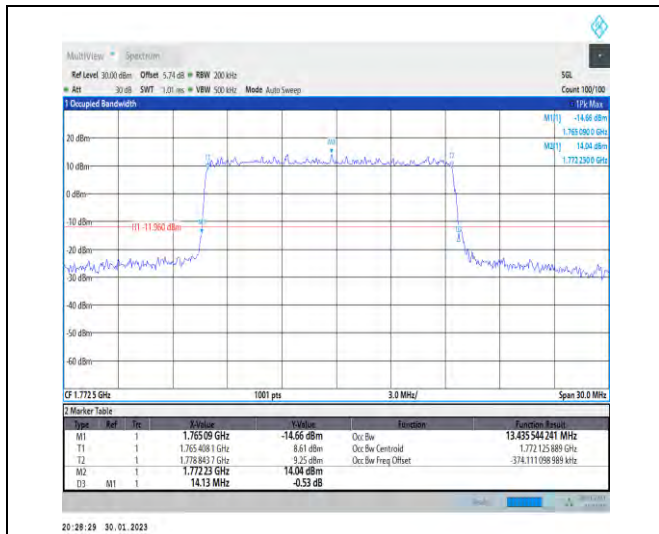 MultiView Spectrum
Ref Level 30.00 dBm Offset 5.74 dB RBW 200 kHz SGL
Att 30 dB SWT 1.01 ms VBW 500 kHz Mode Auto Sweep Count 100/100
1 Occupied Bandwidth 1Pk Max
M1[1] -14.66 dBm
1.765 090 0 GHz
M2[1] 14.04 dBm
1.772 230 0 GHz
20 dBm
10 dBm
0 dBm
-10 dBm
H1 -11.960 dBm
-20 dBm
-30 dBm
-40 dBm
-50 dBm
-60 dBm
CF 1.772 5 GHz 1001 pts 3.0 MHz/ Span 30.0 MHz
2 Marker Table
Type Ref Trc X-Value Y-Value Function Function Result
M1 1 1.765 09 GHz -14.66 dBm Occ Bw 13.435 544 241 MHz
T1 1 1.765 408 1 GHz 8.61 dBm Occ Bw Centroid 1.772 125 889 GHz
T2 1 1.778 843 7 GHz 9.25 dBm Occ Bw Freq Offset -374.111 098 989 kHz
M2 1 1.772 23 GHz 14.04 dBm
D3 M1 1 14.13 MHz -0.53 dB
20:28:29 30.01.2023